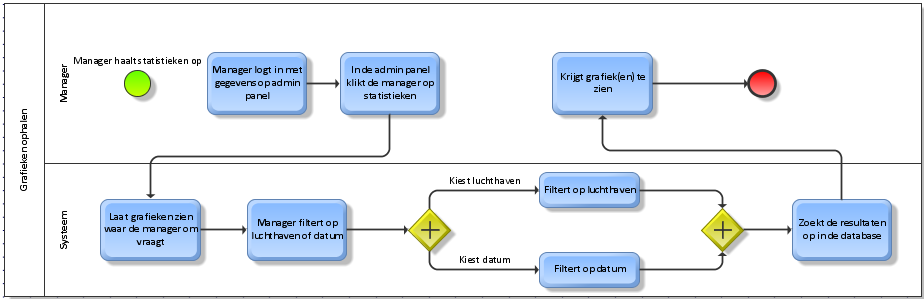 Grafieken ophalen
Manager
Manager haalt statistieken op
Manager logt in met
gegevens op admin
panel
In de admin panel
klikt de manager op
statistieken
Krijgt grafiek(en) te
zien
Systeem
Laat grafieken zien
waar de manager om
vraagt
Manager filtert op
luchthaven of datum
Kiest luchthaven
Filtert op luchthaven
Kiest datum
Filtert op datum
Zoekt de resultaten
op in de database